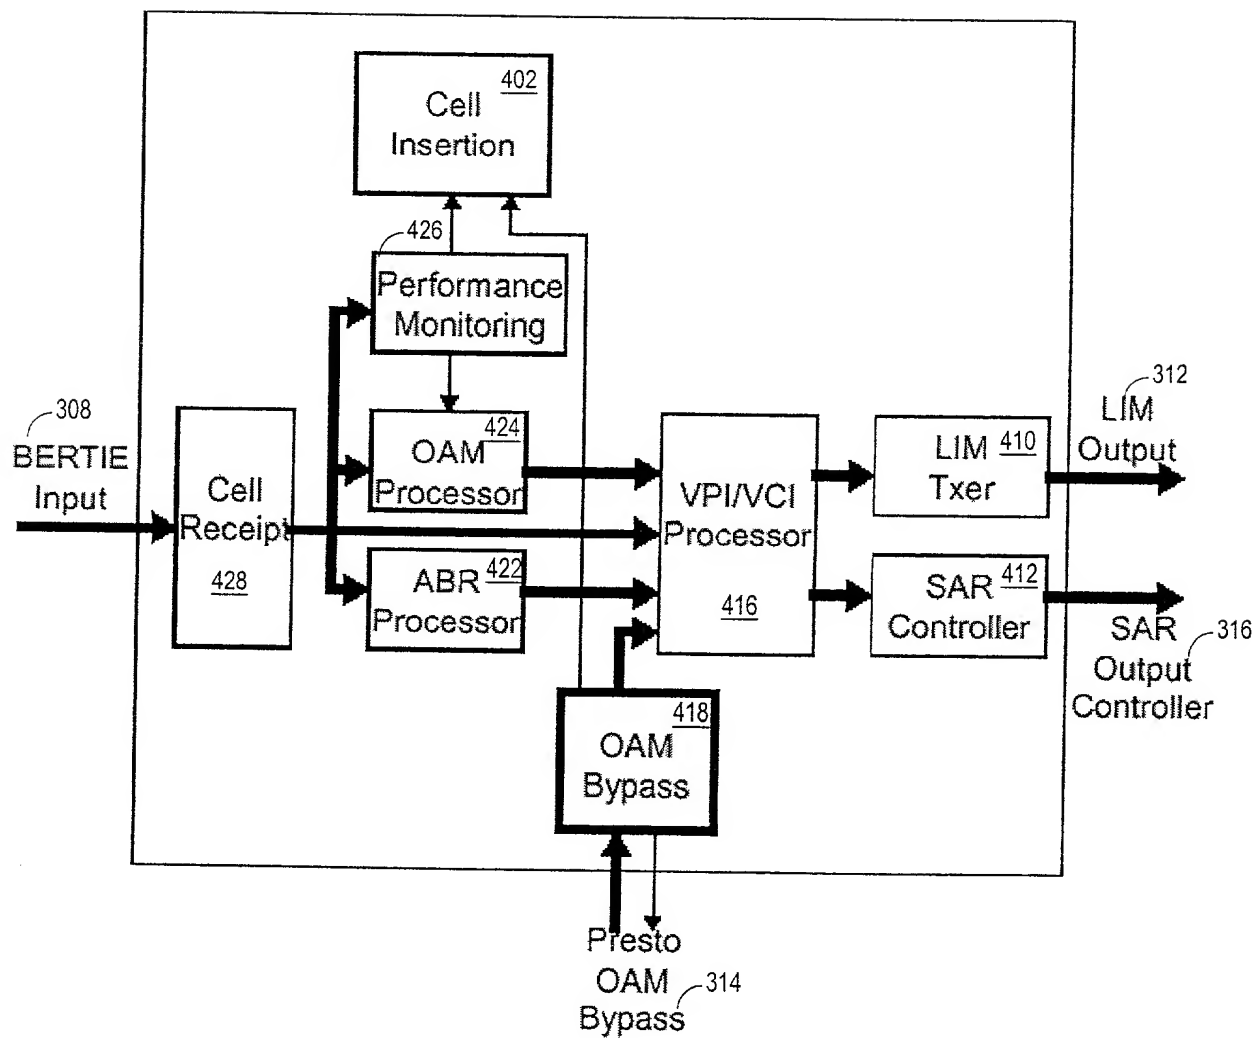 402
Cell
Insertion
426
Performance
Monitoring
308
BERTIE
Input
Cell
Receipt
428
424
OAM
Processor
422
ABR
Processor
VPI/VCI
Processor
416
410
LIM
Txer
412
SAR
Controller
312
LIM
Output
316
SAR
Output
Controller
418
OAM
Bypass
Presto
OAM
Bypass
314